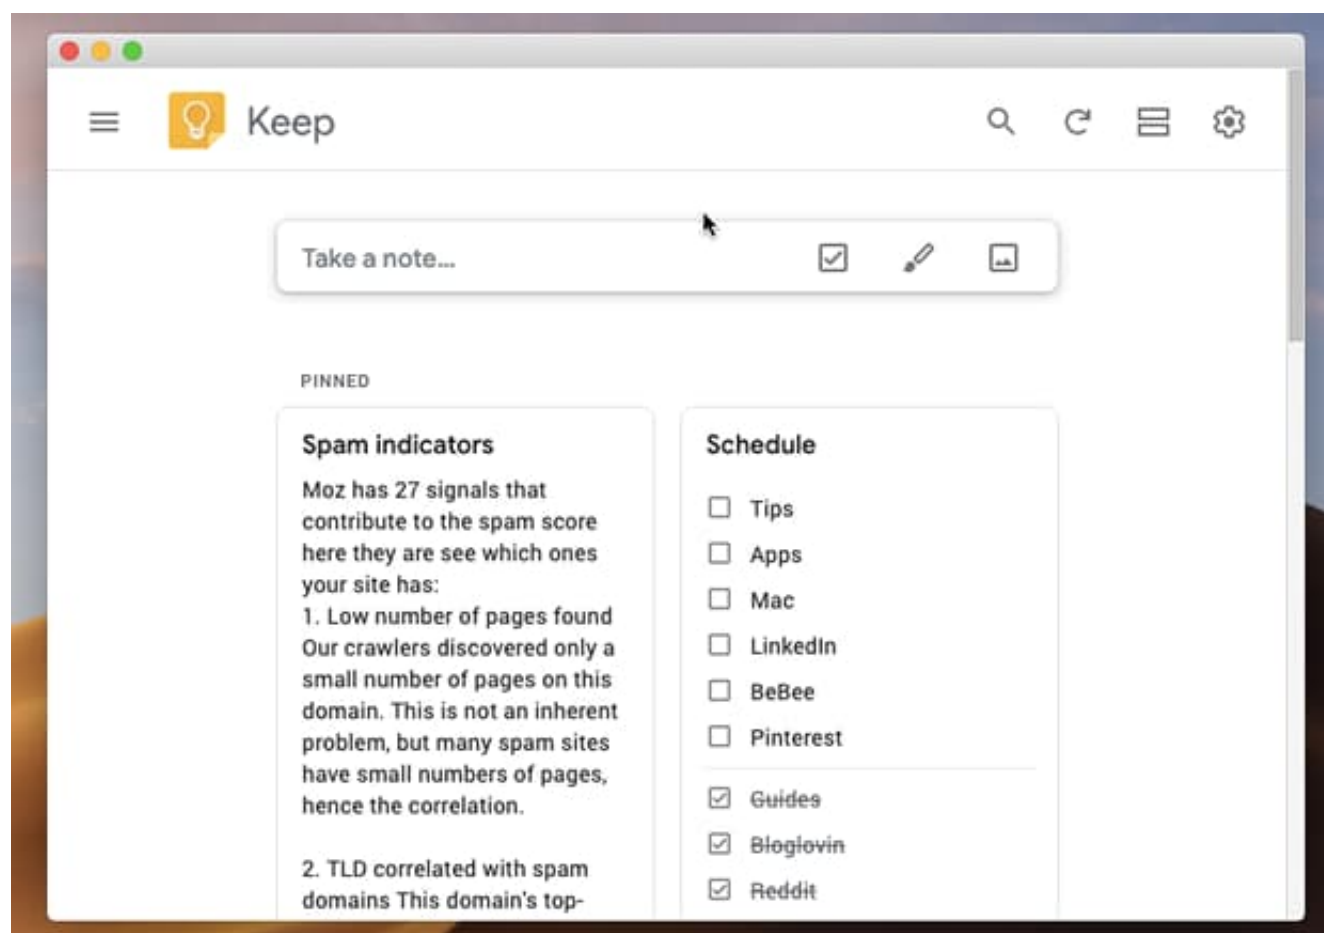 Keep
Take a note...
PINNED
Spam indicators
Moz has 27 signals that
contribute to the spam score
here they are see which ones
your site has:
1. Low number of pages found
Our crawlers discovered only a
small number of pages on this
domain. This is not an inherent
problem, but many spam sites
have small numbers of pages,
hence the correlation.
2. TLD correlated with spam
domains This domain's top-
Schedule
Tips
Apps
Mac
LinkedIn
BeBee
Pinterest
Guides
Bloglovin
Reddit